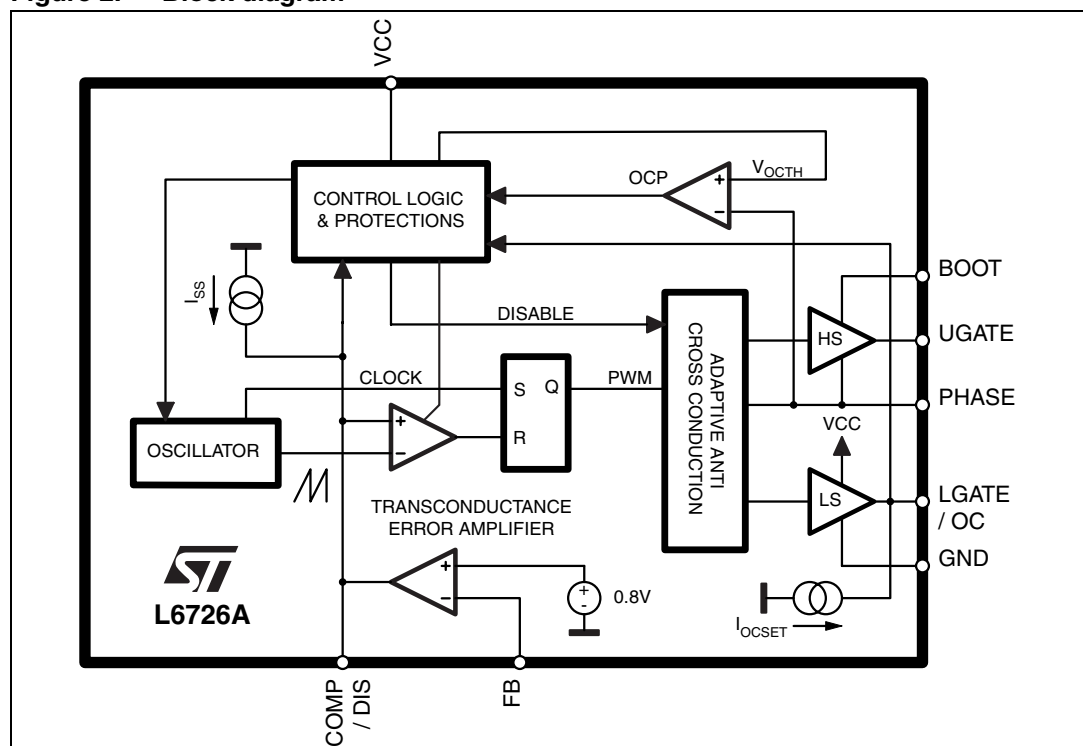 Figure 2. Block diagram
VCC
CONTROL LOGIC
& PROTECTIONS
OCP
VOCTH
+
−
ISS
DISABLE
CLOCK
OSCILLATOR
+
−
S
Q
R
PWM
ADAPTIVE ANTI
CROSS CONDUCTION
HS
VCC
LS
BOOT
UGATE
PHASE
LGATE
/ OC
GND
TRANSCONDUCTANCE
ERROR AMPLIFIER
+
−
+
-
0.8V
IOCSET
ST
L6726A
COMP
/ DIS
FB